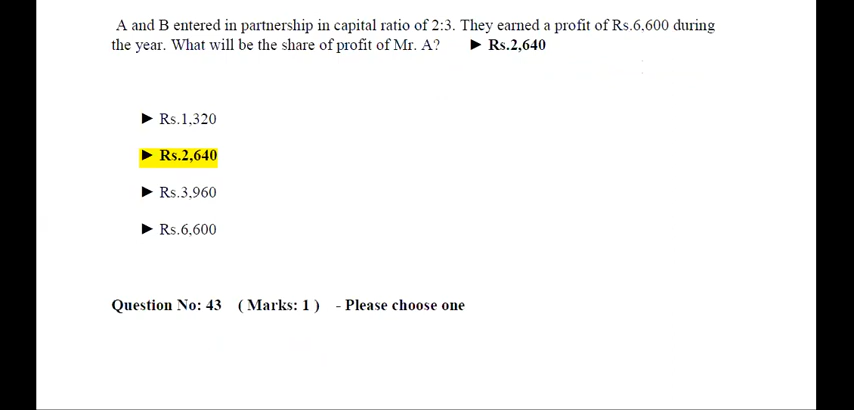 A and B entered in partnership in capital ratio of 2:3. They earned a profit of Rs.6,600 during
the year. What will be the share of profit of Mr. A? ► Rs.2,640
► Rs.1,320
► Rs.2,640
► Rs.3,960
► Rs.6,600
Question No: 43 ( Marks: 1 ) - Please choose one